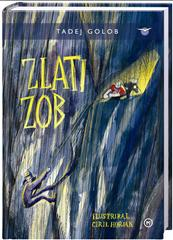 TADEJ GOLOB
ZLATI
ZOB
ILUSTRIRAL
CIRIL HORJAK
M